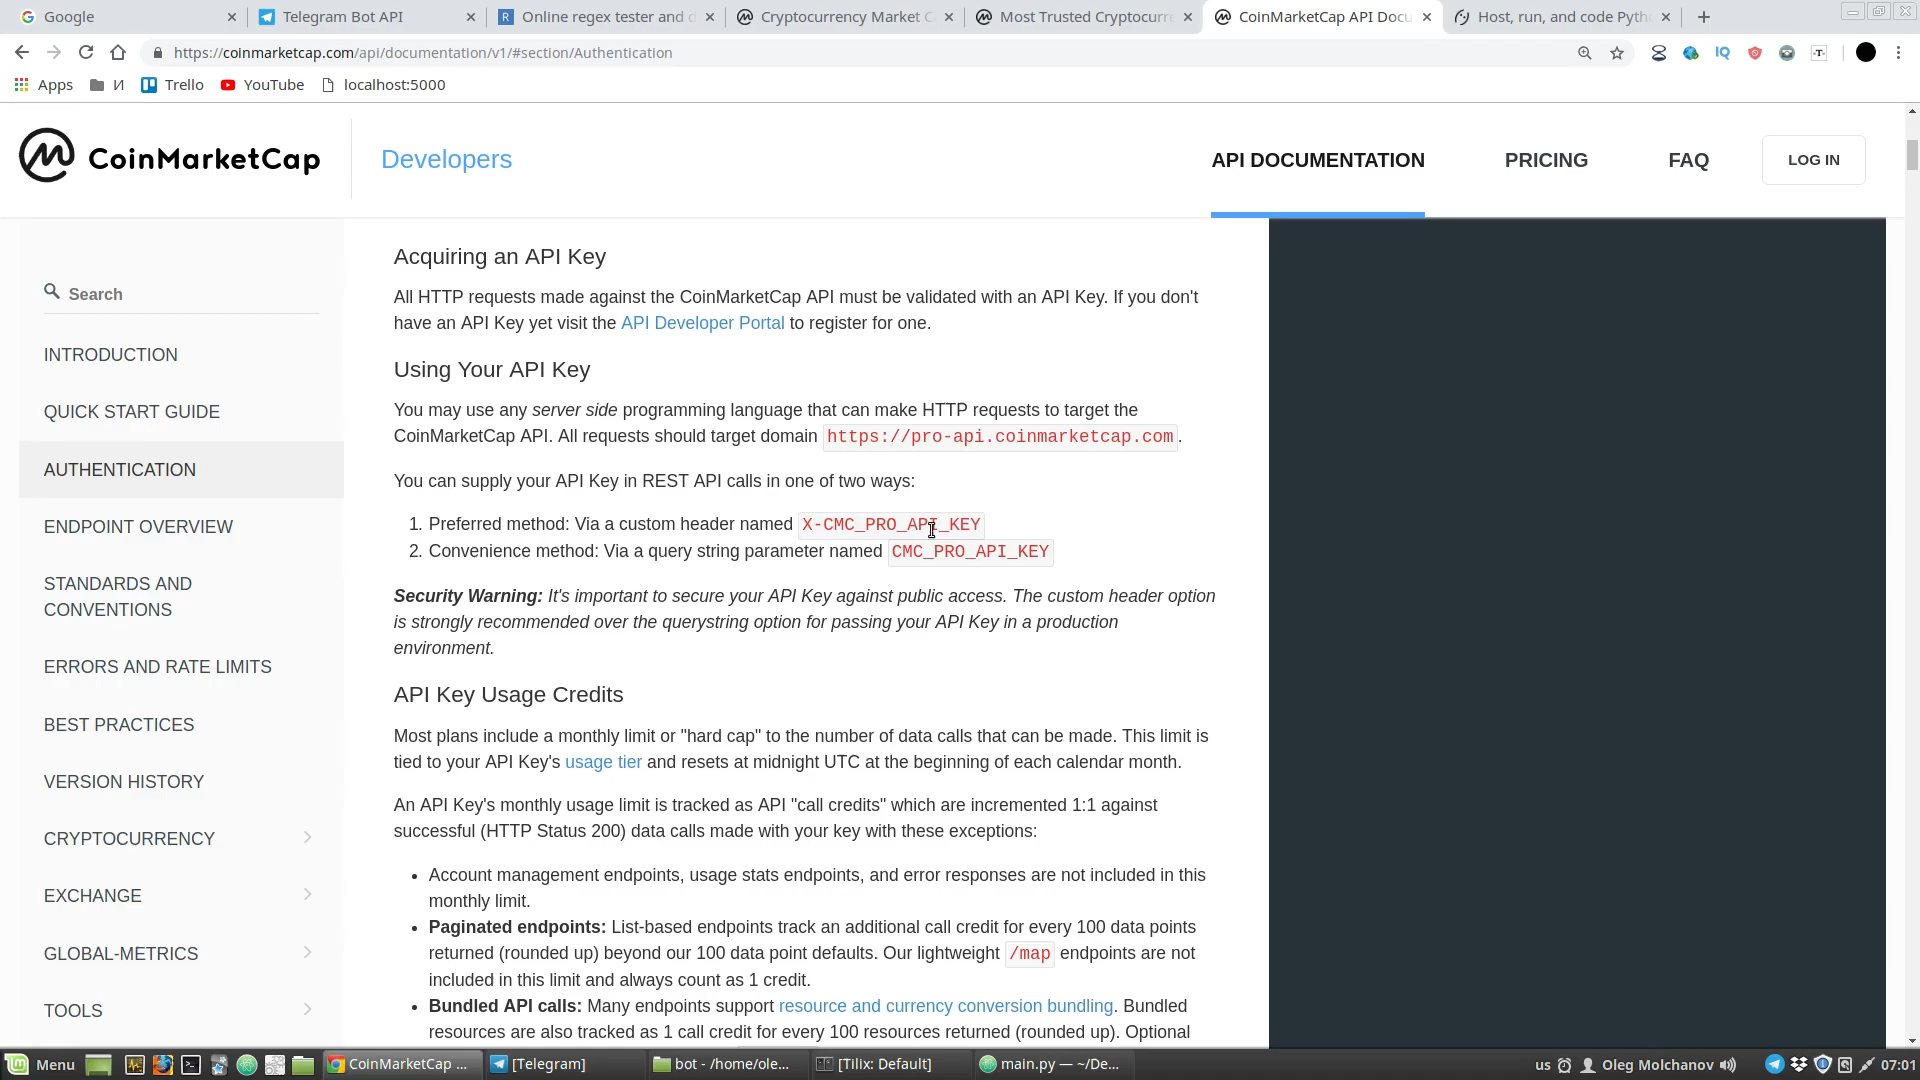 Google
Telegram Bot API
Online regex tester and d
Cryptocurrency Market C
Most Trusted Cryptocurre
CoinMarketCap API Docu
Host, run, and code Pyth
https://coinmarketcap.com/api/documentation/v1/#section/Authentication
Apps
И
Trello
YouTube
localhost:5000
CoinMarketCap
Developers
API DOCUMENTATION
PRICING
FAQ
LOG IN
Search
INTRODUCTION
QUICK START GUIDE
AUTHENTICATION
ENDPOINT OVERVIEW
STANDARDS AND
CONVENTIONS
ERRORS AND RATE LIMITS
BEST PRACTICES
VERSION HISTORY
CRYPTOCURRENCY
EXCHANGE
GLOBAL-METRICS
TOOLS
Acquiring an API Key
All HTTP requests made against the CoinMarketCap API must be validated with an API Key. If you don't
have an API Key yet visit the API Developer Portal to register for one.
Using Your API Key
You may use any server side programming language that can make HTTP requests to target the
CoinMarketCap API. All requests should target domain https://pro-api.coinmarketcap.com.
You can supply your API Key in REST API calls in one of two ways:
1. Preferred method: Via a custom header named X-CMC_PRO_API_KEY
2. Convenience method: Via a query string parameter named CMC_PRO_API_KEY
Security Warning: It's important to secure your API Key against public access. The custom header option
is strongly recommended over the querystring option for passing your API Key in a production
environment.
API Key Usage Credits
Most plans include a monthly limit or "hard cap" to the number of data calls that can be made. This limit is
tied to your API Key's usage tier and resets at midnight UTC at the beginning of each calendar month.
An API Key's monthly usage limit is tracked as API "call credits" which are incremented 1:1 against
successful (HTTP Status 200) data calls made with your key with these exceptions:
• Account management endpoints, usage stats endpoints, and error responses are not included in this
monthly limit.
• Paginated endpoints: List-based endpoints track an additional call credit for every 100 data points
returned (rounded up) beyond our 100 data point defaults. Our lightweight /map endpoints are not
included in this limit and always count as 1 credit.
• Bundled API calls: Many endpoints support resource and currency conversion bundling. Bundled
resources are also tracked as 1 call credit for every 100 resources returned (rounded up). Optional
Menu
CoinMarketCap ...
[Telegram]
bot - /home/ole...
[Tilix: Default]
main.py — ~/De...
us
Oleg Molchanov
07:01